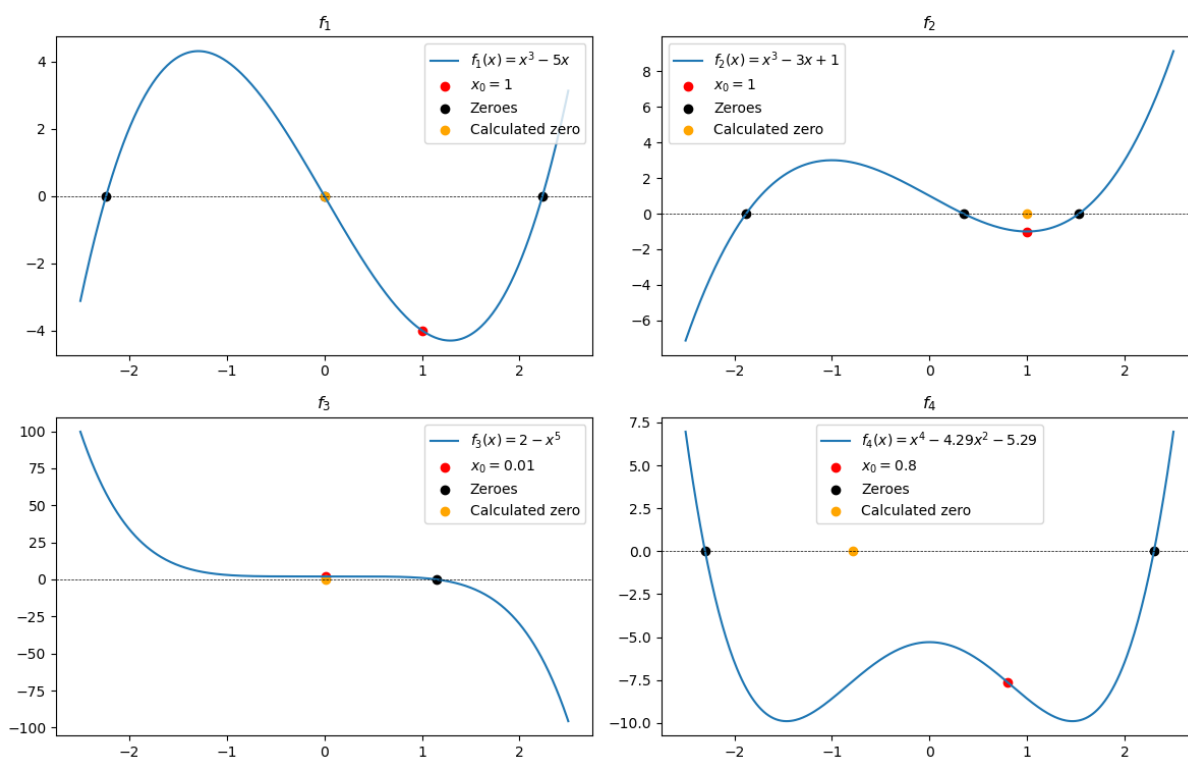 f₁
f₁(x) = x³ − 5x
x₀ = 1
Zeroes
Calculated zero
4
2
0
−2
−4
−2
−1
0
1
2
f₂
f₂(x) = x³ − 3x + 1
x₀ = 1
Zeroes
Calculated zero
8
6
4
2
0
−2
−4
−6
−2
−1
0
1
2
f₃
f₃(x) = 2 − x⁵
x₀ = 0.01
Zeroes
Calculated zero
100
75
50
25
0
−25
−50
−75
−100
−2
−1
0
1
2
f₄
f₄(x) = x⁴ − 4.29x² − 5.29
x₀ = 0.8
Zeroes
Calculated zero
7.5
5.0
2.5
0.0
−2.5
−5.0
−7.5
−10.0
−2
−1
0
1
2